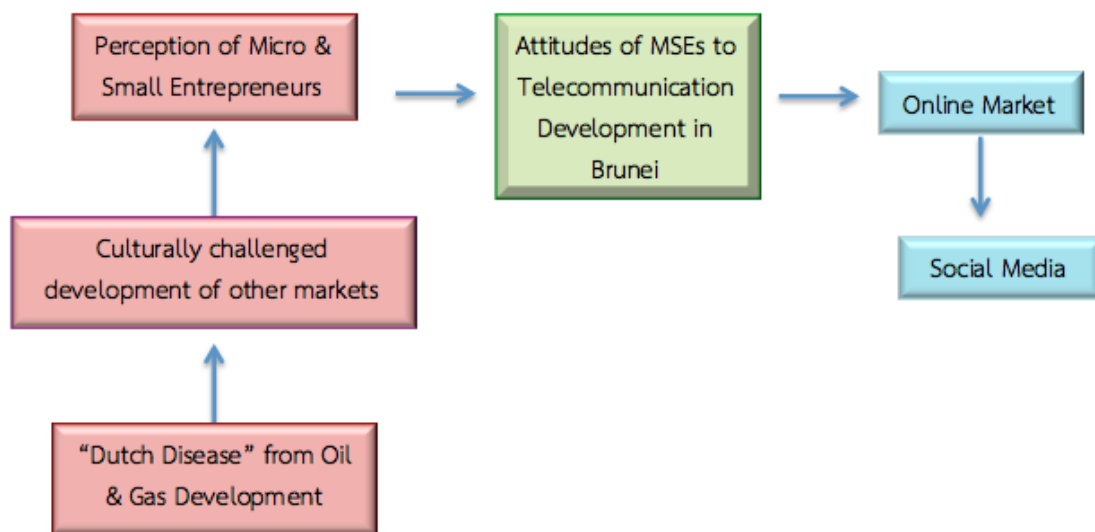 Perception of Micro &
Small Entrepreneurs
Attitudes of MSEs to
Telecommunication
Development in
Brunei
Online Market
Social Media
Culturally challenged
development of other markets
“Dutch Disease” from Oil
& Gas Development